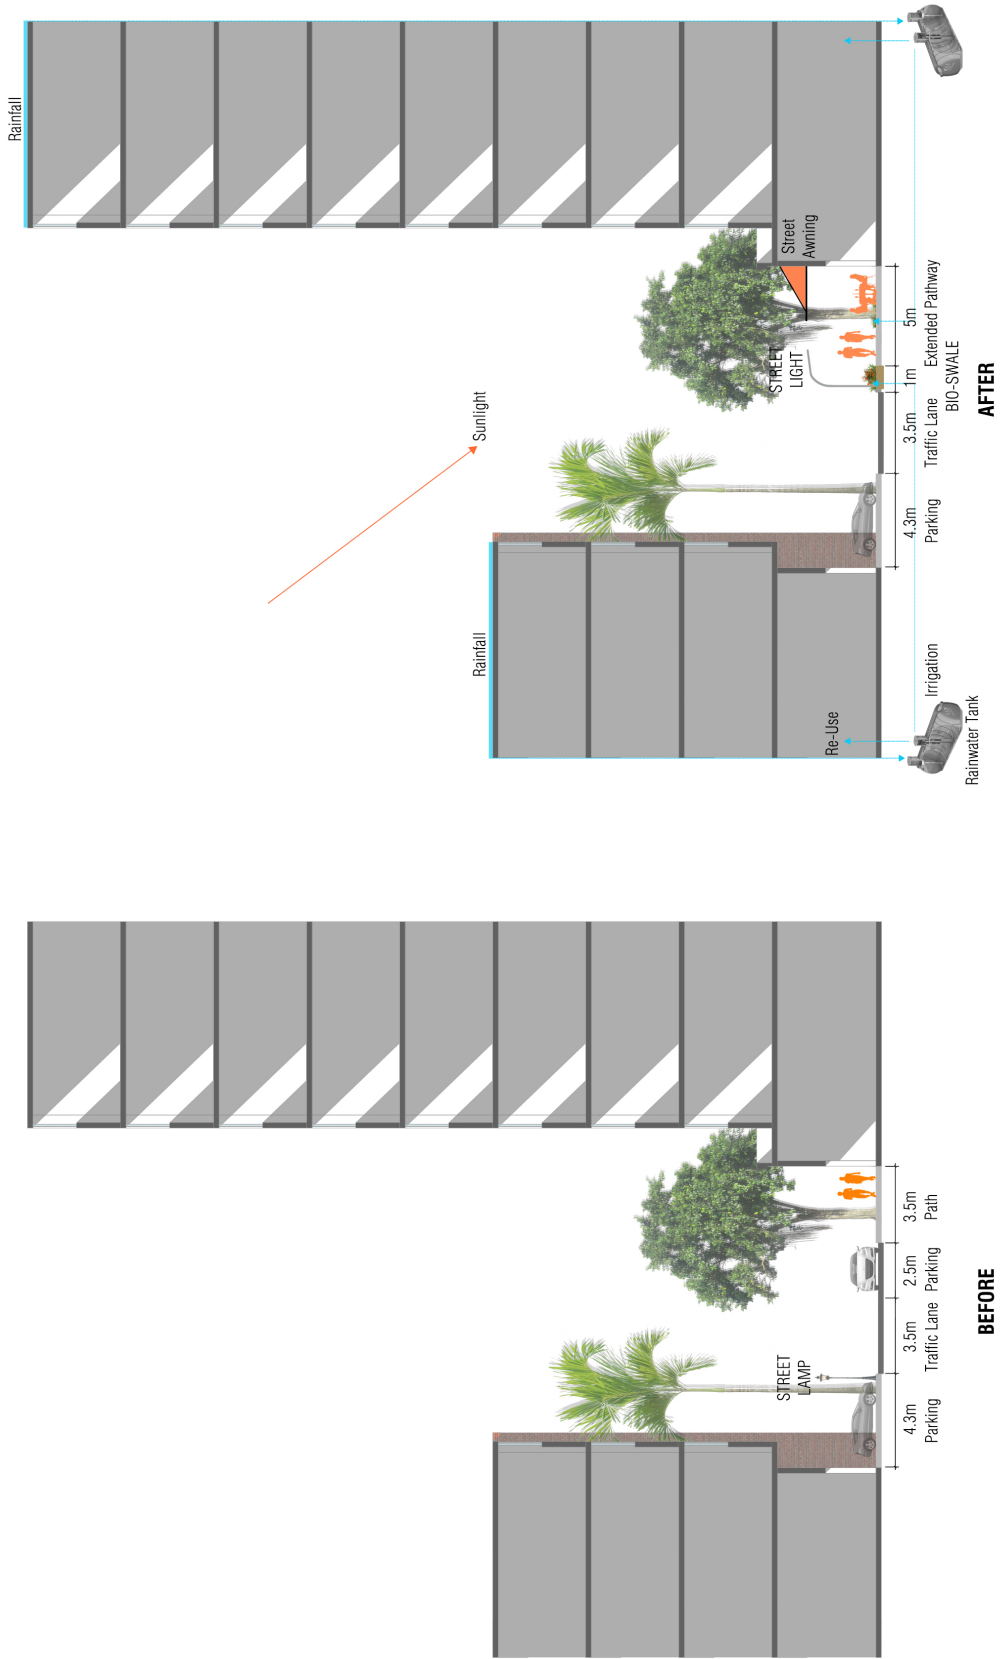 STREET
LAMP
4.3m
Parking
3.5m
Traffic Lane
2.5m
Parking
3.5m
Path
BEFORE
Rainfall
Rainfall
Sunlight
Re-Use
STREET
LIGHT
Street
Awning
4.3m
Parking
3.5m
Traffic Lane
1m
BIO-SWALE
5m
Extended Pathway
Irrigation
Rainwater Tank
AFTER